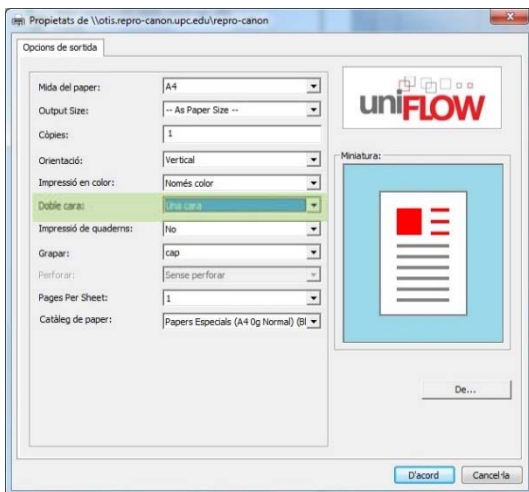 Propietats de \\otis.repro-canon.upc.edu\repro-canon
Opcions de sortida
Mida del paper: A4
Output Size: -- As Paper Size --
Còpies: 1
Orientació: Vertical
Impressió en color: Només color
Doble cara: Una cara
Impressió de quaderns: No
Grapar: cap
Perforar: Sense perforar
Pages Per Sheet: 1
Catàleg de paper: Papers Especials (A4 0g Normal) (Bl
uniFLOW
Miniatura:
De...
D'acord Cancel·la